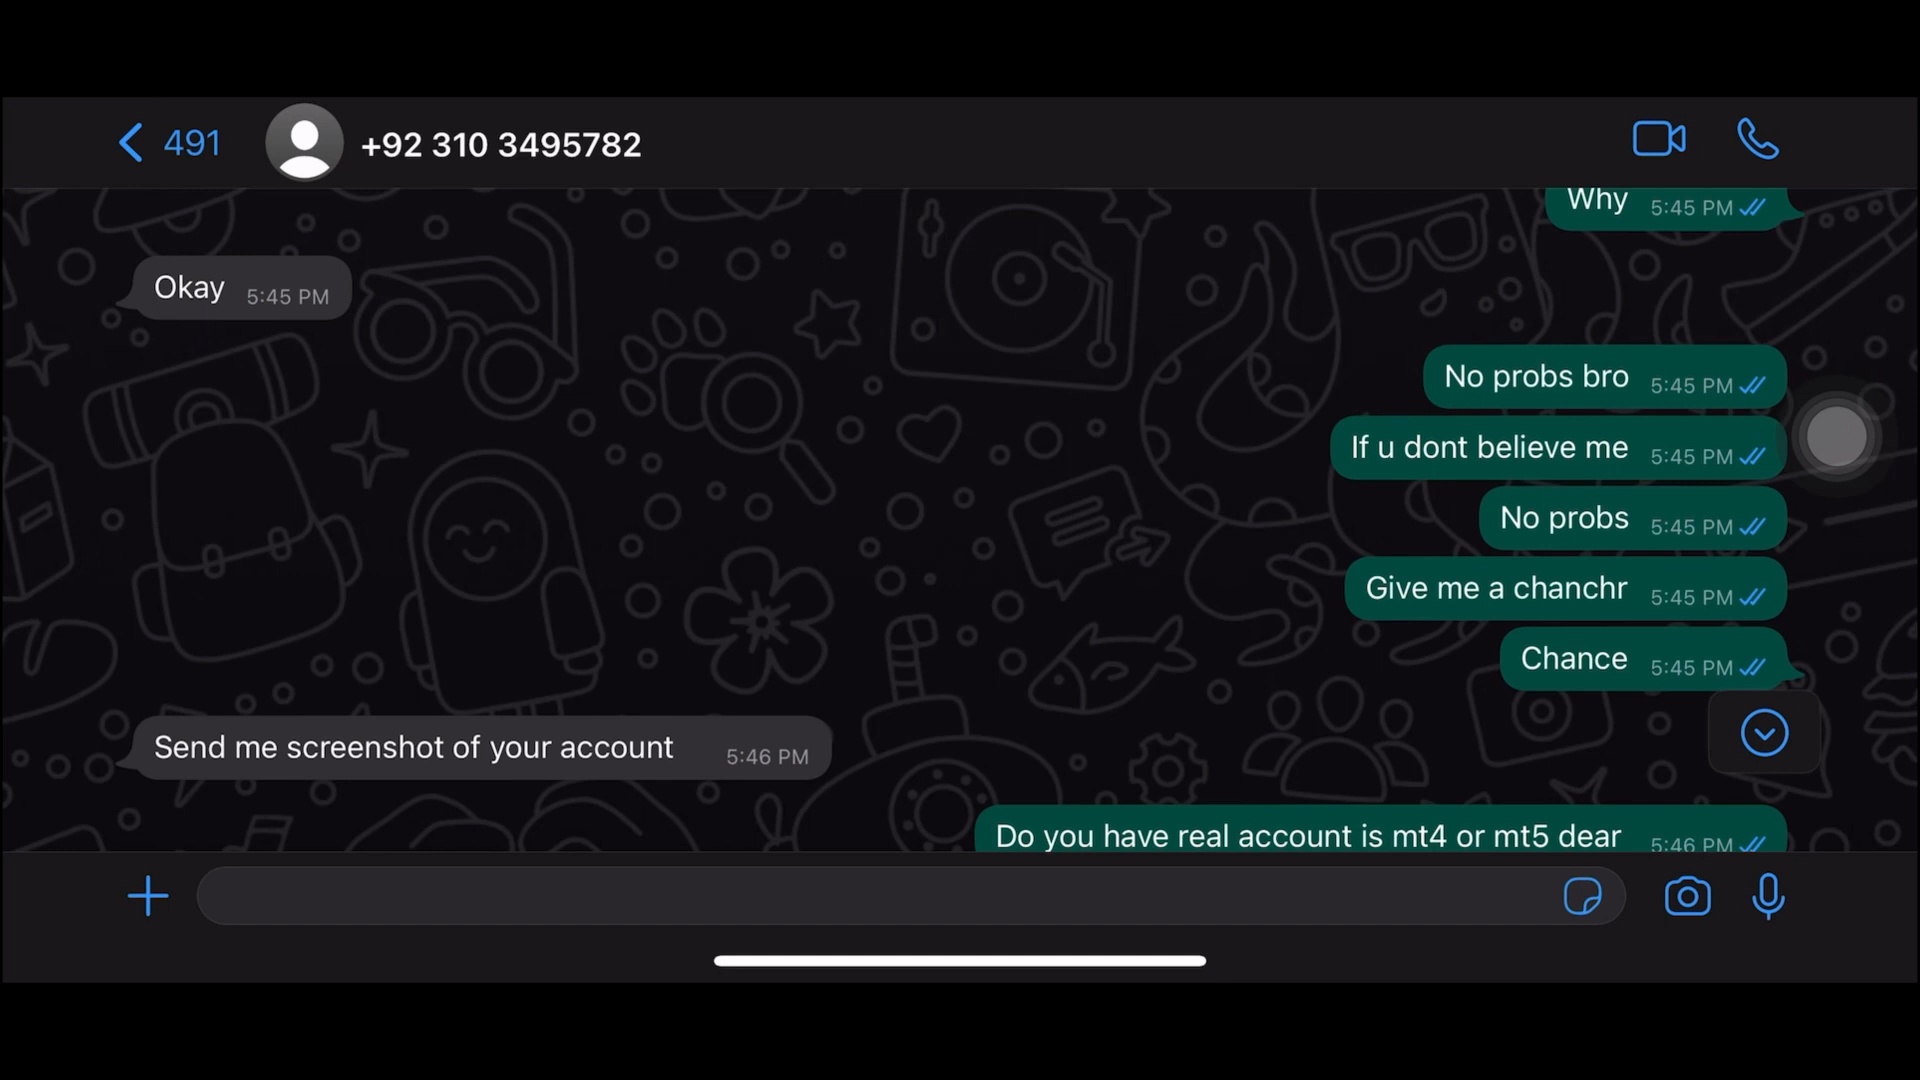 491
+92 310 3495782
Why 5:45 PM
Okay 5:45 PM
No probs bro 5:45 PM
If u dont believe me 5:45 PM
No probs 5:45 PM
Give me a chanchr 5:45 PM
Chance 5:45 PM
Send me screenshot of your account 5:46 PM
Do you have real account is mt4 or mt5 dear 5:46 PM